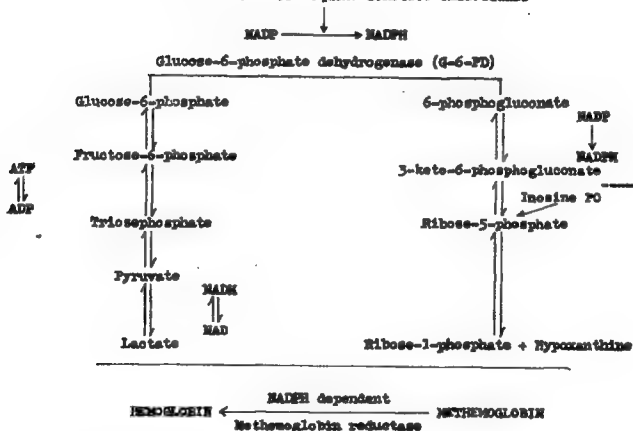 NADP NADPH
Glucose-6-phosphate dehydrogenase (G-6-PD)
Glucose-6-phosphate 6-phosphogluconate
NADP
Fructose-6-phosphate NADPH
ATP 3-keto-6-phosphogluconate
ADP Inosine PO
Triosephosphate Ribose-5-phosphate
Pyruvate
NADH
NAD
Lactate Ribose-1-phosphate + Hypoxanthine
NADPH dependent
HEMOGLOBIN METHEMOGLOBIN
Methemoglobin reductase